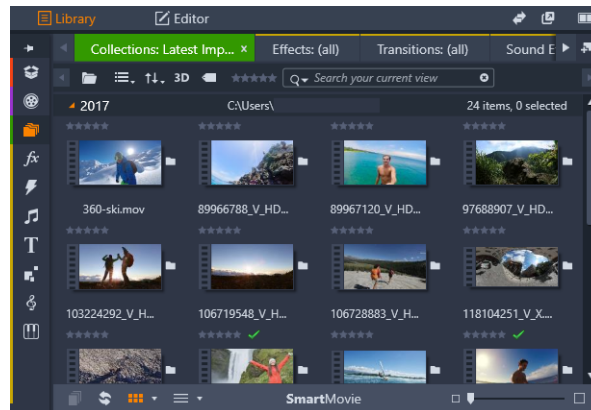 Library Editor
Collections: Latest Imp... x Effects: (all) Transitions: (all) Sound E
3D Search your current view
2017 C:\Users\ 24 items, 0 selected
360-ski.mov 89966788_V_HD... 89967120_V_HD... 97688907_V_HD...
103224292_V_H... 106719548_V_H... 106728883_V_H... 118104251_V_X....
fx
T
SmartMovie